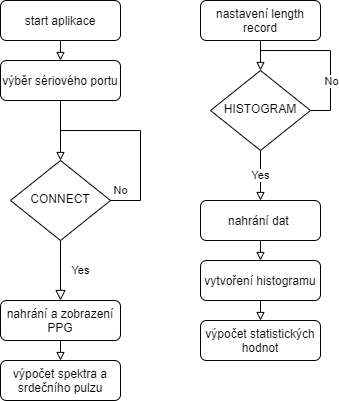 start aplikace
výběr sériového portu
CONNECT
No
Yes
nahrání a zobrazení
PPG
výpočet spektra a
srdečního pulzu
nastavení length
record
No
HISTOGRAM
Yes
nahrání dat
vytvoření histogramu
výpočet statistických
hodnot